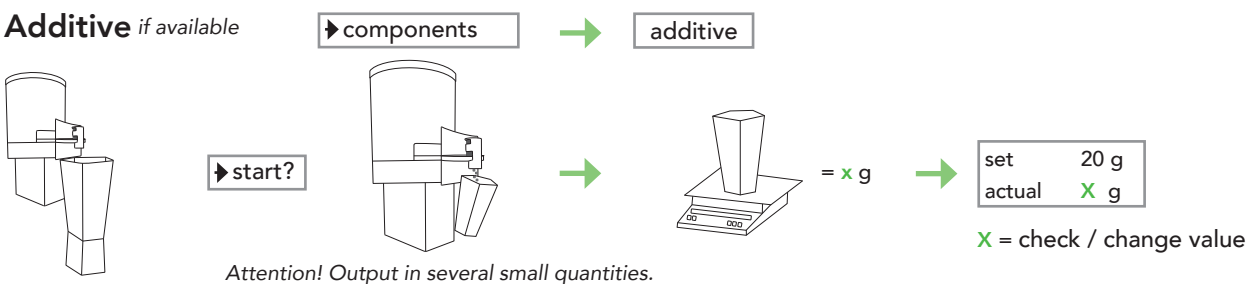 Additive if available
components
additive
start?
= x g
set 20 g
actual X g
X = check / change value
Attention! Output in several small quantities.